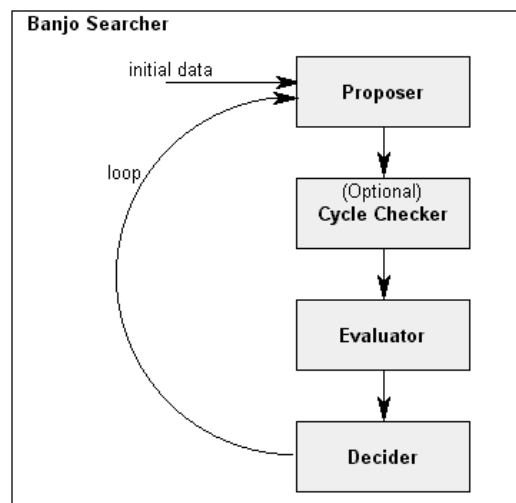 Banjo Searcher
initial data
Proposer
loop
(Optional)
Cycle Checker
Evaluator
Decider